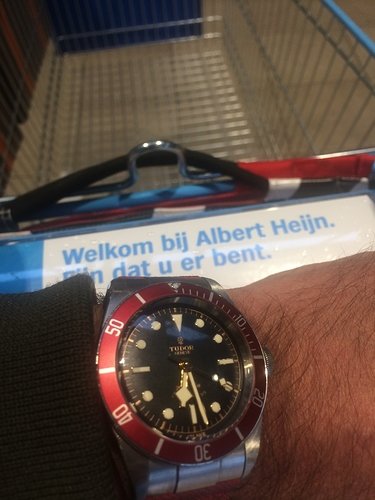 Welkom bij Albert Heijn.
Fijn dat u er bent.
TUDOR
GENEVE
10
20
30
40
50